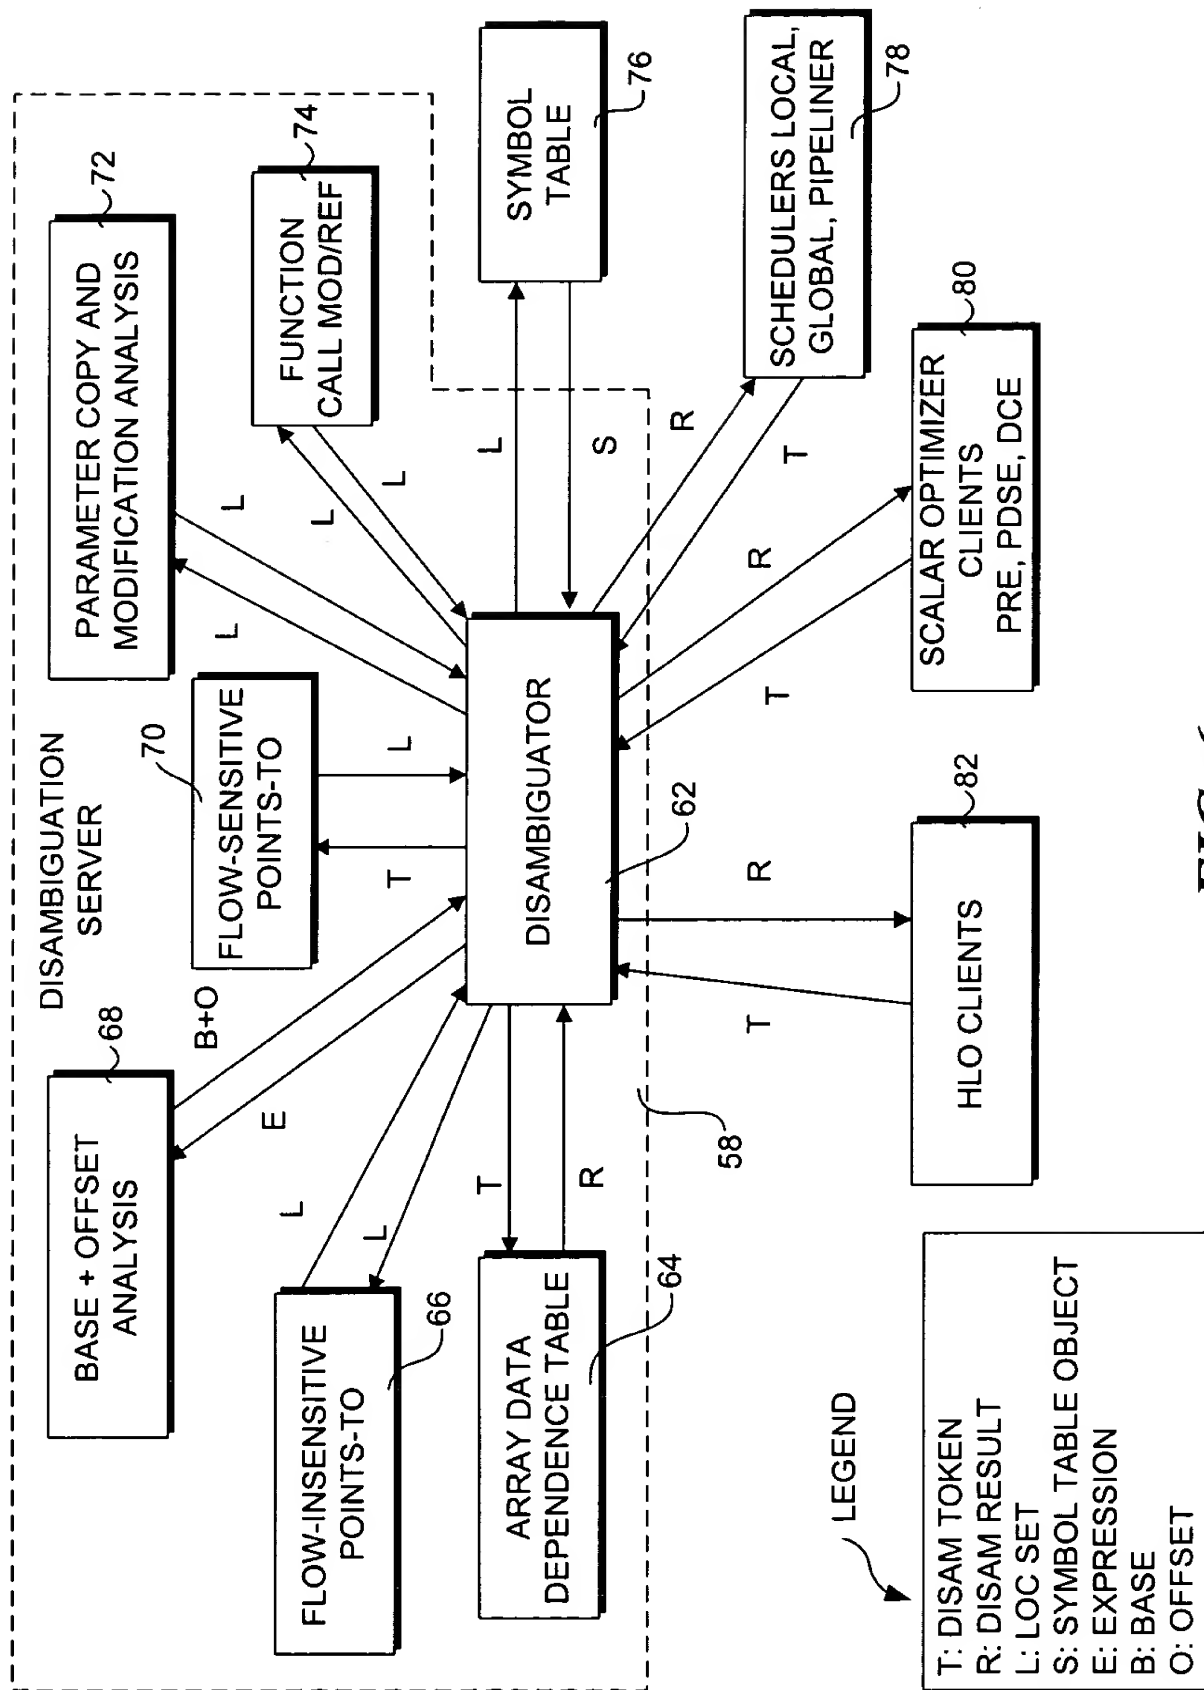 DISAMBIGUATION
SERVER
BASE + OFFSET
ANALYSIS
68
PARAMETER COPY AND
MODIFICATION ANALYSIS
72
FLOW-INSENSITIVE
POINTS-TO
66
B+O
E
FLOW-SENSITIVE
POINTS-TO
70
L
L
FUNCTION
CALL MOD/REF
74
L
L
L
L
T
L
ARRAY DATA
DEPENDENCE TABLE
64
T
R
DISAMBIGUATOR
62
L
S
SYMBOL
TABLE
76
58
T
R
T
R
R
T
SCHEDULERS LOCAL,
GLOBAL, PIPELINER
78
LEGEND
T: DISAM TOKEN
R: DISAM RESULT
L: LOC SET
S: SYMBOL TABLE OBJECT
E: EXPRESSION
B: BASE
O: OFFSET
HLO CLIENTS
82
SCALAR OPTIMIZER
CLIENTS
PRE, PDSE, DCE
80
FIG.